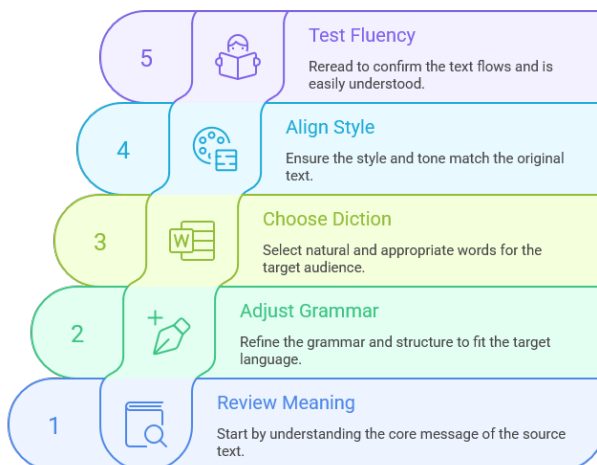 5
Test Fluency
Reread to confirm the text flows and is
easily understood.
4
Align Style
Ensure the style and tone match the original
text.
3
W
Choose Diction
Select natural and appropriate words for the
target audience.
2
Adjust Grammar
Refine the grammar and structure to fit the target
language.
1
Review Meaning
Start by understanding the core message of the source
text.